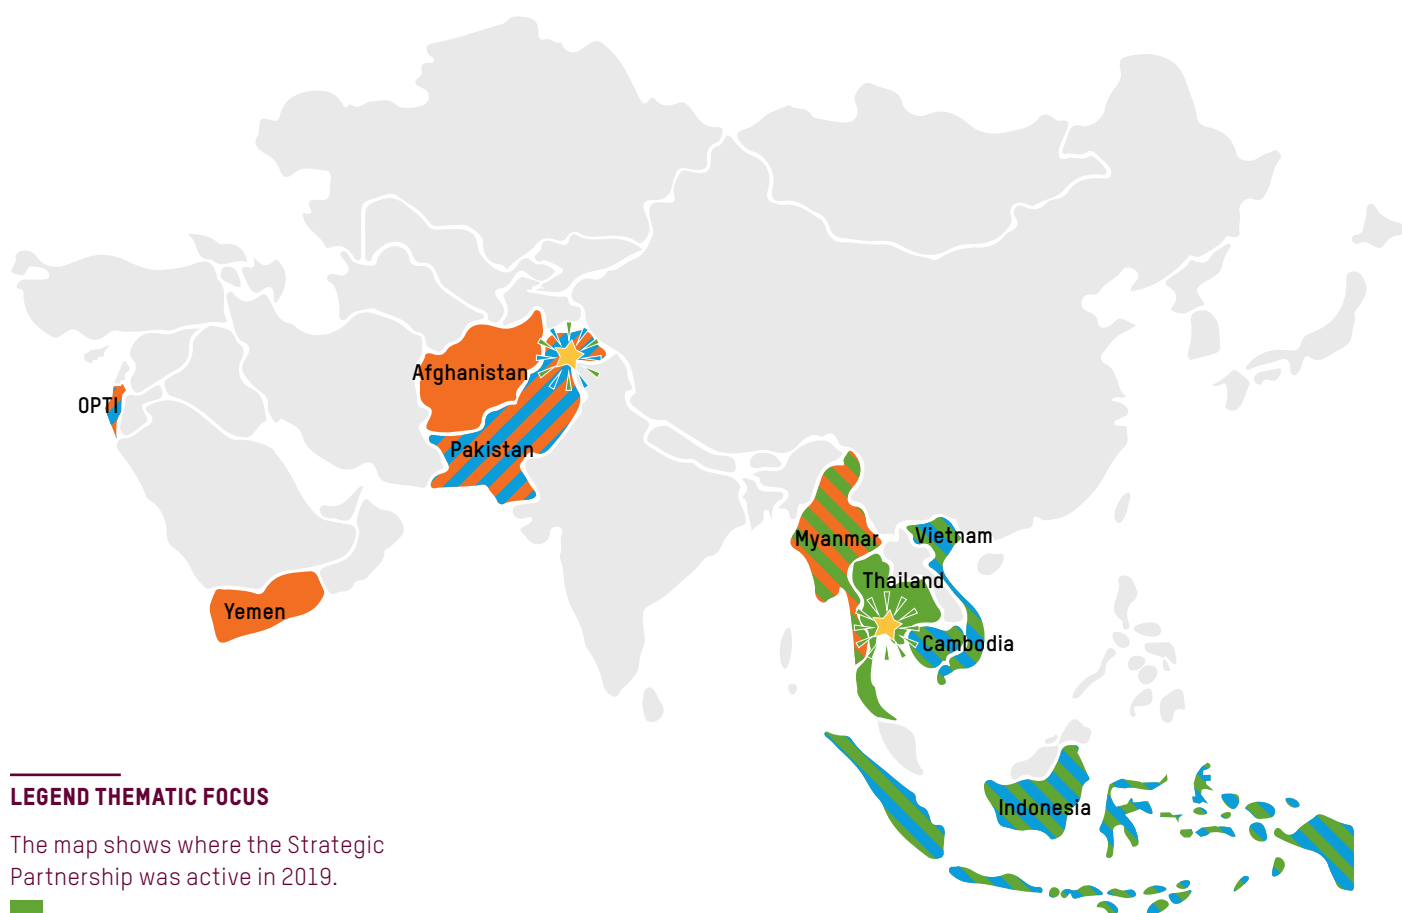 Afghanistan
OPTI
Pakistan
Vietnam
Myanmar
Thailand
Yemen
Cambodia
Indonesia
LEGEND THEMATIC FOCUS
The map shows where the Strategic
Partnership was active in 2019.